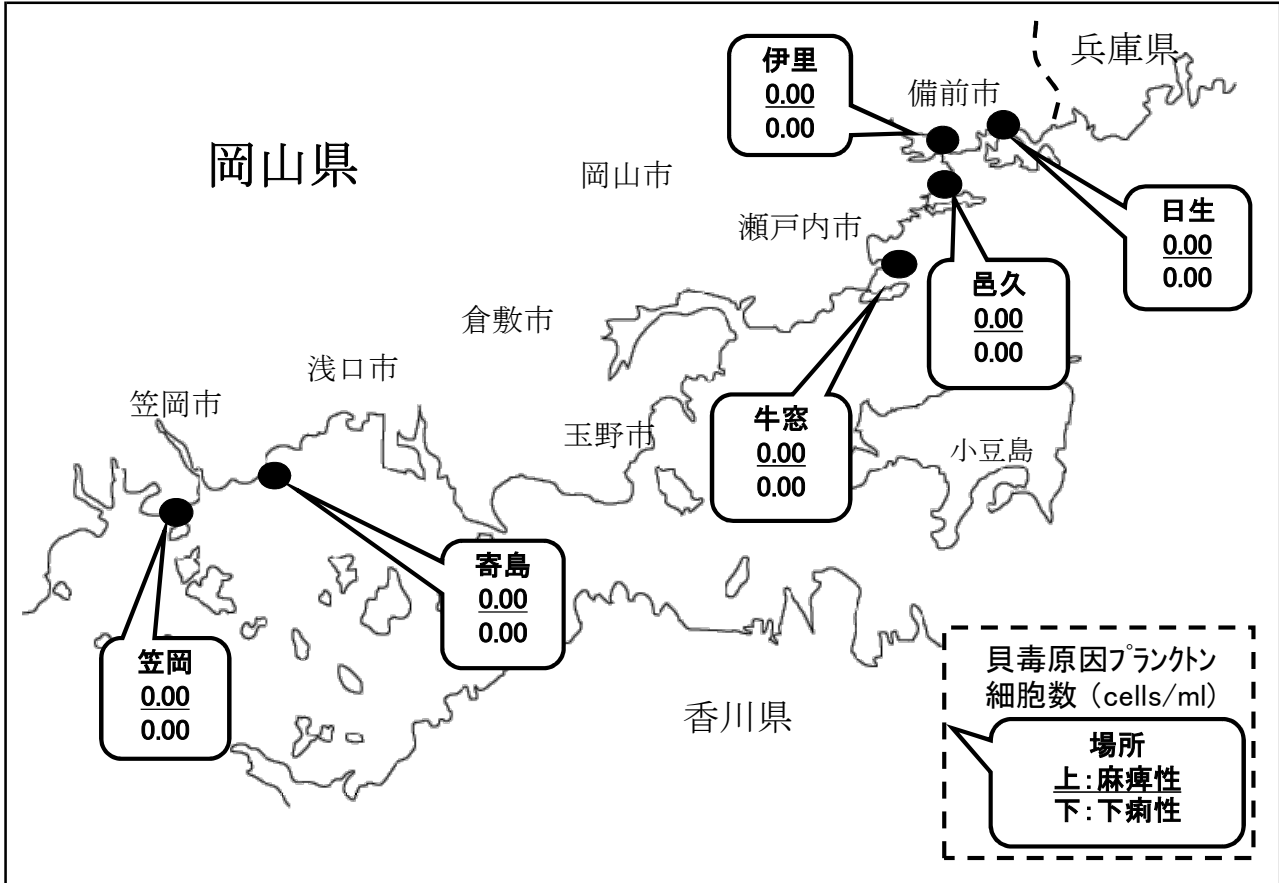 兵庫県
伊里
0.00
0.00
備前市
岡山県
岡山市
日生
0.00
0.00
瀬戸内市
邑久
0.00
0.00
倉敷市
浅口市
笠岡市
牛窓
0.00
0.00
玉野市
小豆島
寄島
0.00
0.00
笠岡
0.00
0.00
香川県
貝毒原因プランクトン
細胞数 (cells/ml)
場所
上:麻痺性
下:下痢性